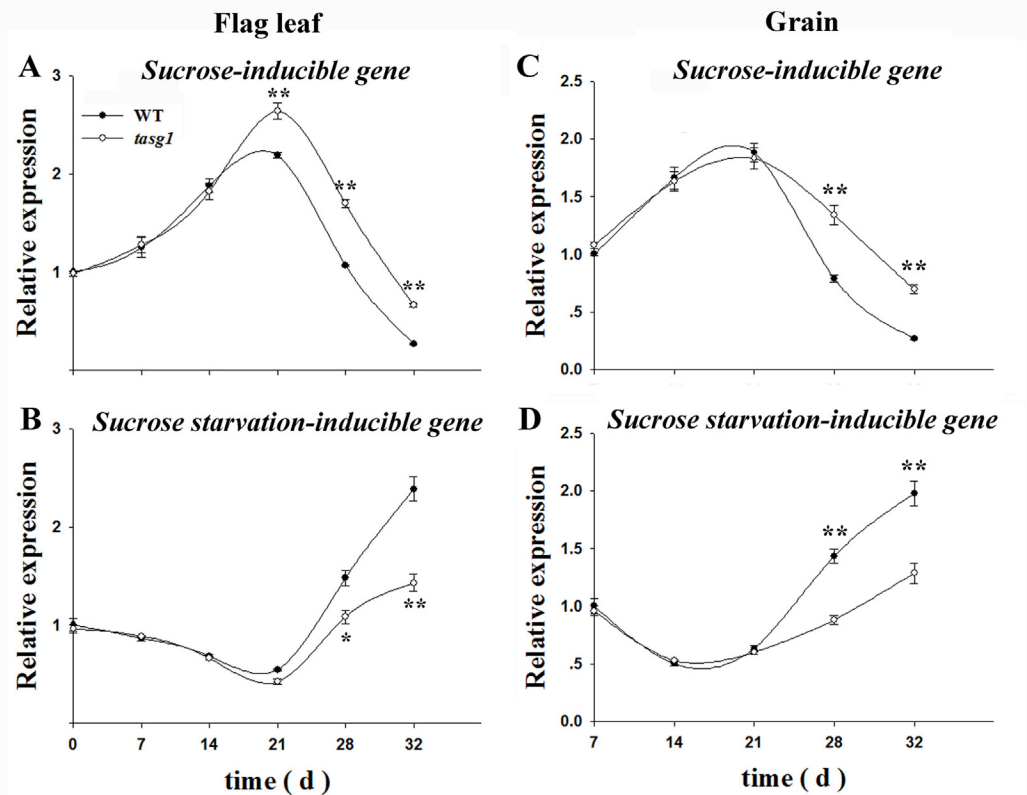 Flag leaf
Grain
A
Sucrose-inducible gene
3
2
1
Relative expression
WT
tasg1
**
**
**
C
Sucrose-inducible gene
2.5
2.0
1.5
1.0
.5
0.0
Relative expression
**
**
B
Sucrose starvation-inducible gene
3
2
1
Relative expression
*
**
0
7
14
21
28
32
time ( d )
D
Sucrose starvation-inducible gene
2.5
2.0
1.5
1.0
.5
0.0
Relative expression
**
**
7
14
21
28
32
time ( d )